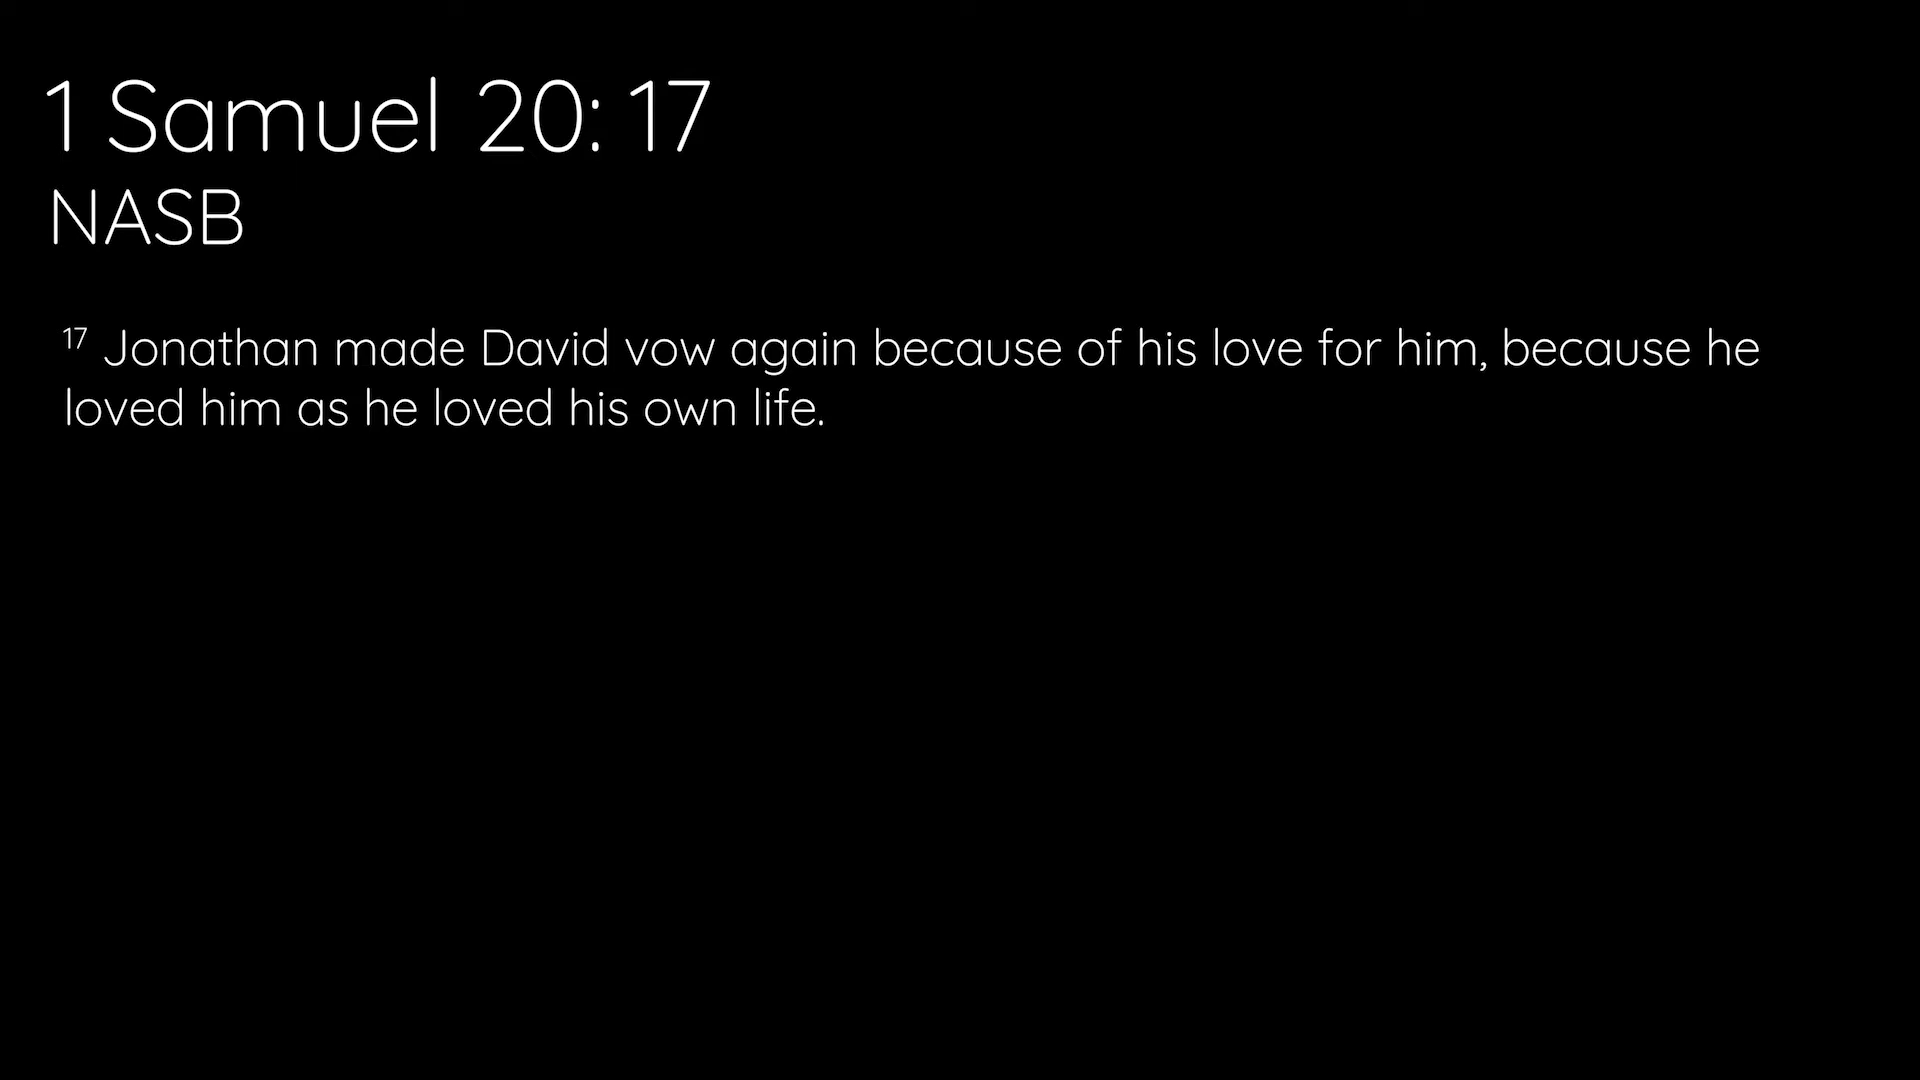 1 Samuel 20: 17
NASB
17 Jonathan made David vow again because of his love for him, because he
loved him as he loved his own life.